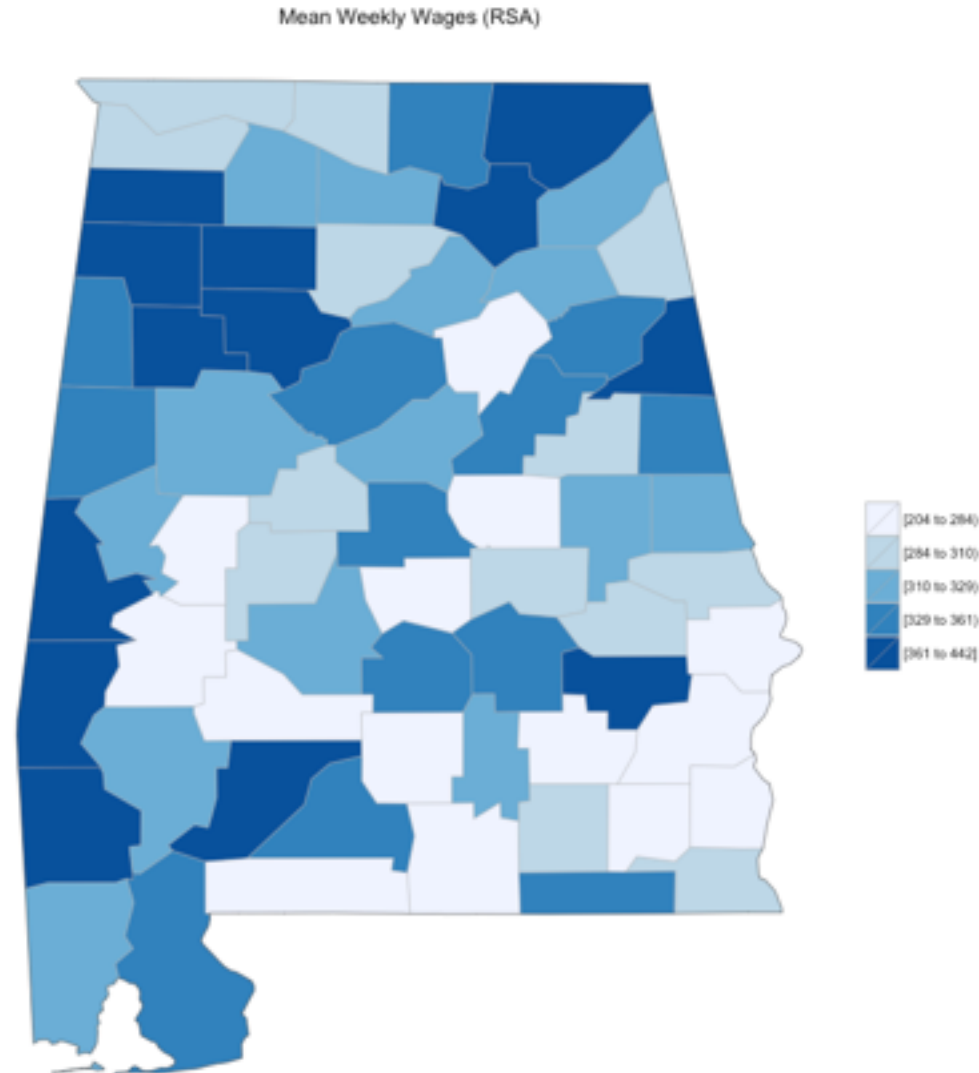 Mean Weekly Wages (RSA)
[204 to 284)
[284 to 310)
[310 to 329)
[329 to 361)
[361 to 442]